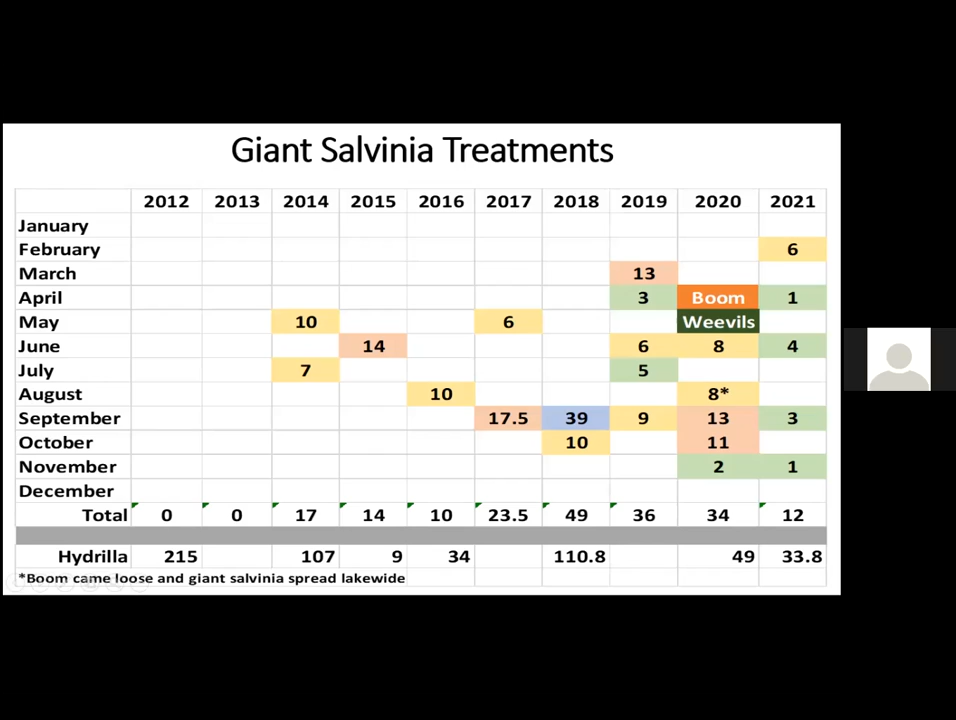 Giant Salvinia Treatments
2012 2013 2014 2015 2016 2017 2018 2019 2020 2021
January
February 6
March 13
April 3 Boom 1
May 10 6 Weevils
June 14 6 8 4
July 7 5
August 10 8*
September 17.5 39 9 13 3
October 10 11
November 2 1
December
Total 0 0 17 14 10 23.5 49 36 34 12
Hydrilla 215 107 9 34 110.8 49 33.8
*Boom came loose and giant salvinia spread lakewide